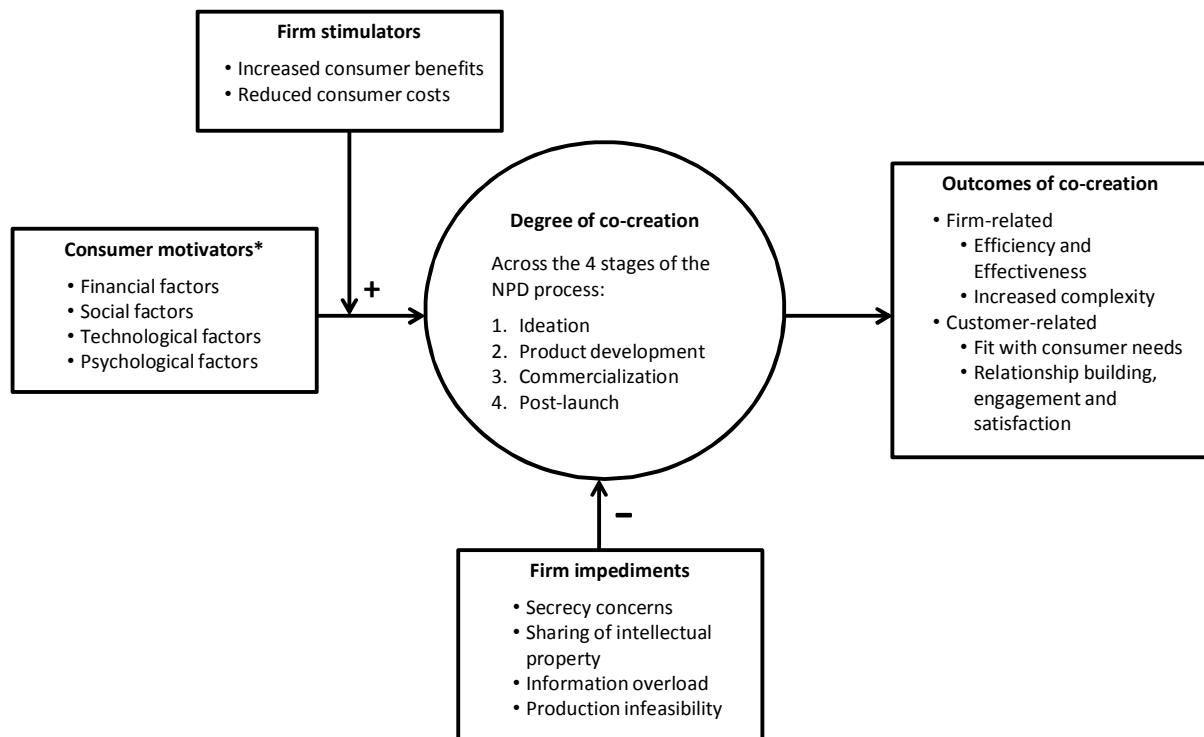 Firm stimulators
• Increased consumer benefits
• Reduced consumer costs
Consumer motivators*
• Financial factors
• Social factors
• Technological factors
• Psychological factors
+
Degree of co-creation
Across the 4 stages of the
NPD process:
1. Ideation
2. Product development
3. Commercialization
4. Post-launch
Outcomes of co-creation
• Firm-related
• Efficiency and
Effectiveness
• Increased complexity
• Customer-related
• Fit with consumer needs
• Relationship building,
engagement and
satisfaction
–
Firm impediments
• Secrecy concerns
• Sharing of intellectual
property
• Information overload
• Production infeasibility